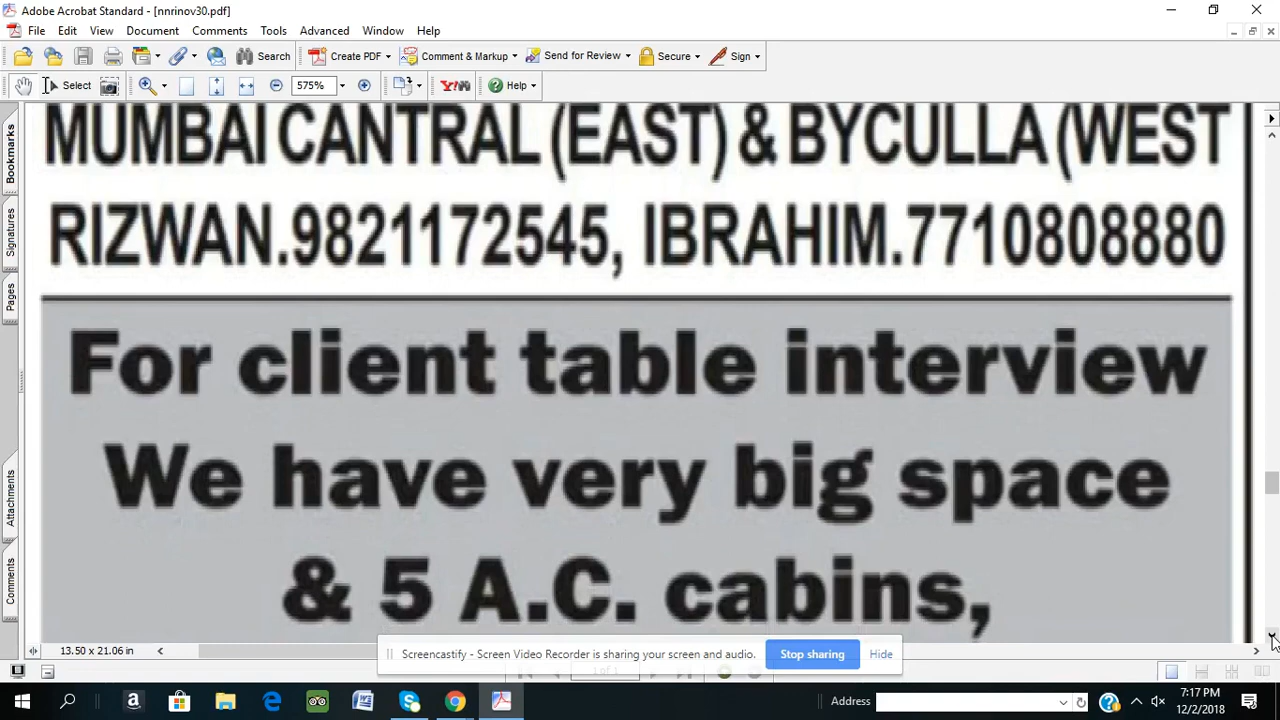 Adobe Acrobat Standard - [nnrinov30.pdf]
File Edit View Document Comments Tools Advanced Window Help
Search Create PDF Comment & Markup Send for Review Secure Sign
Select 575% Y! Help
MUMBAI CANTRAL (EAST) & BYCULLA (WEST
RIZWAN.9821172545, IBRAHIM.7710808880
For client table interview
We have very big space
& 5 A.C. cabins,
Bookmarks
Signatures
Pages
Attachments
Comments
13.50 x 21.06 in
Screencastify - Screen Video Recorder is sharing your screen and audio. Stop sharing Hide
Address
7:17 PM
12/2/2018